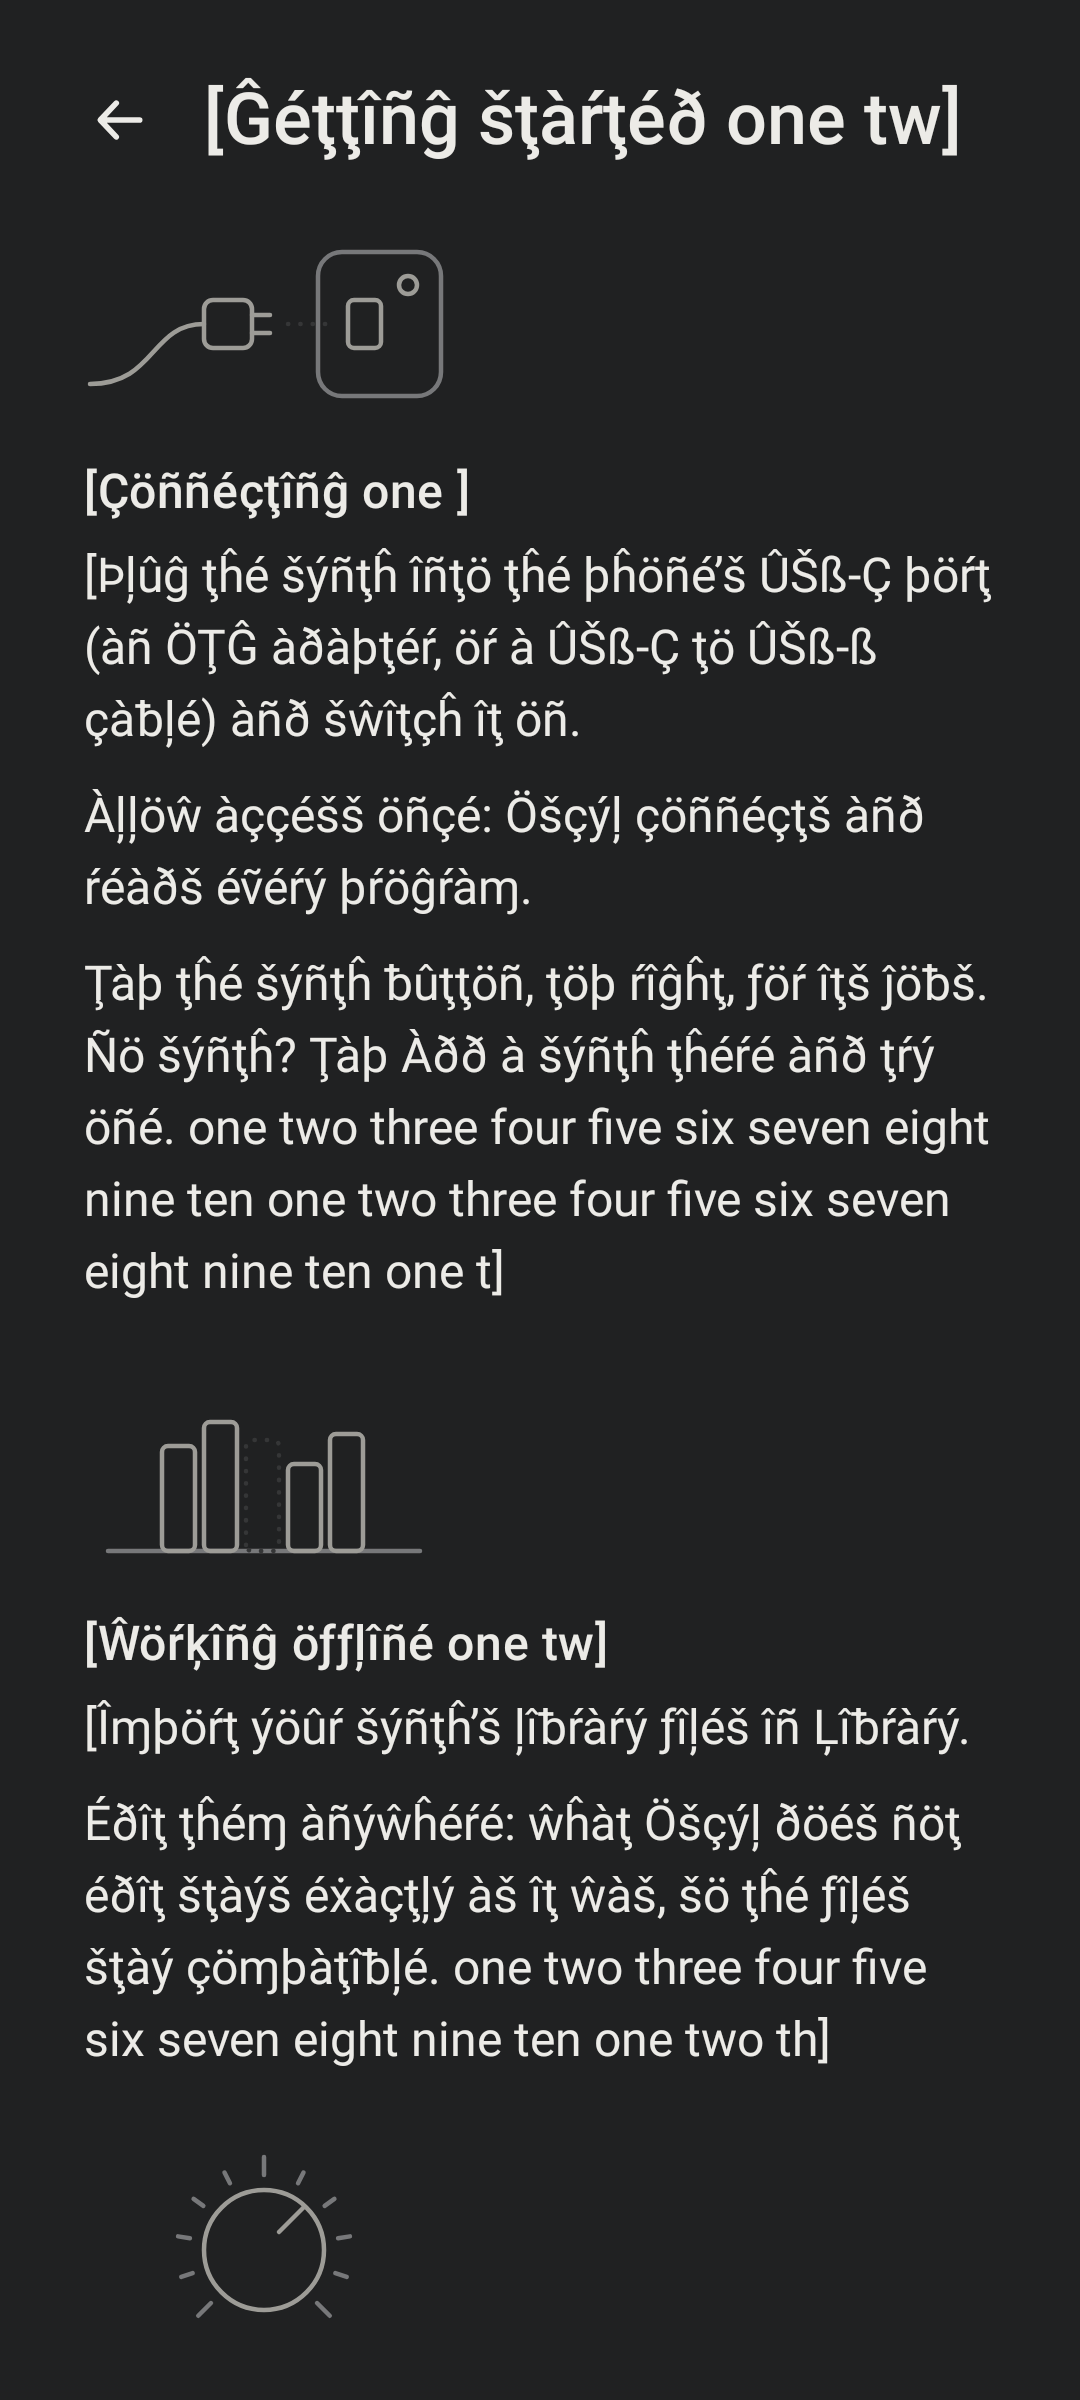 [Ĝéţţîñĝ šţàŕţéð one tw]
[Çöññéçţîñĝ one ]
[Þļûĝ ţĥé šýñţĥ îñţö ţĥé þĥöñé’š ÛŠß-Ç þöŕţ
(àñ ÖŢĜ àðàþţéŕ, öŕ à ÛŠß-Ç ţö ÛŠß-ß
çàƀļé) àñð šŵîţçĥ îţ öñ.
Àļļöŵ àççéšš öñçé: Öšçýļ çöññéçţš àñð
ŕéàðš éṽéŕý þŕöĝŕàɱ.
Ţàþ ţĥé šýñţĥ ƀûţţöñ, ţöþ ŕîĝĥţ, ƒöŕ îţš ĵöƀš.
Ñö šýñţĥ? Ţàþ Àðð à šýñţĥ ţĥéŕé àñð ţŕý
öñé. one two three four five six seven eight
nine ten one two three four five six seven
eight nine ten one t]
[Ŵöŕķîñĝ öƒƒļîñé one tw]
[Îɱþöŕţ ýöûŕ šýñţĥ’š ļîƀŕàŕý ƒîļéš îñ Ļîƀŕàŕý.
Éðîţ ţĥéɱ àñýŵĥéŕé: ŵĥàţ Öšçýļ ðöéš ñöţ
éðîţ šţàýš éẋàçţļý àš îţ ŵàš, šö ţĥé ƒîļéš
šţàý çöɱþàţîƀļé. one two three four five
six seven eight nine ten one two th]